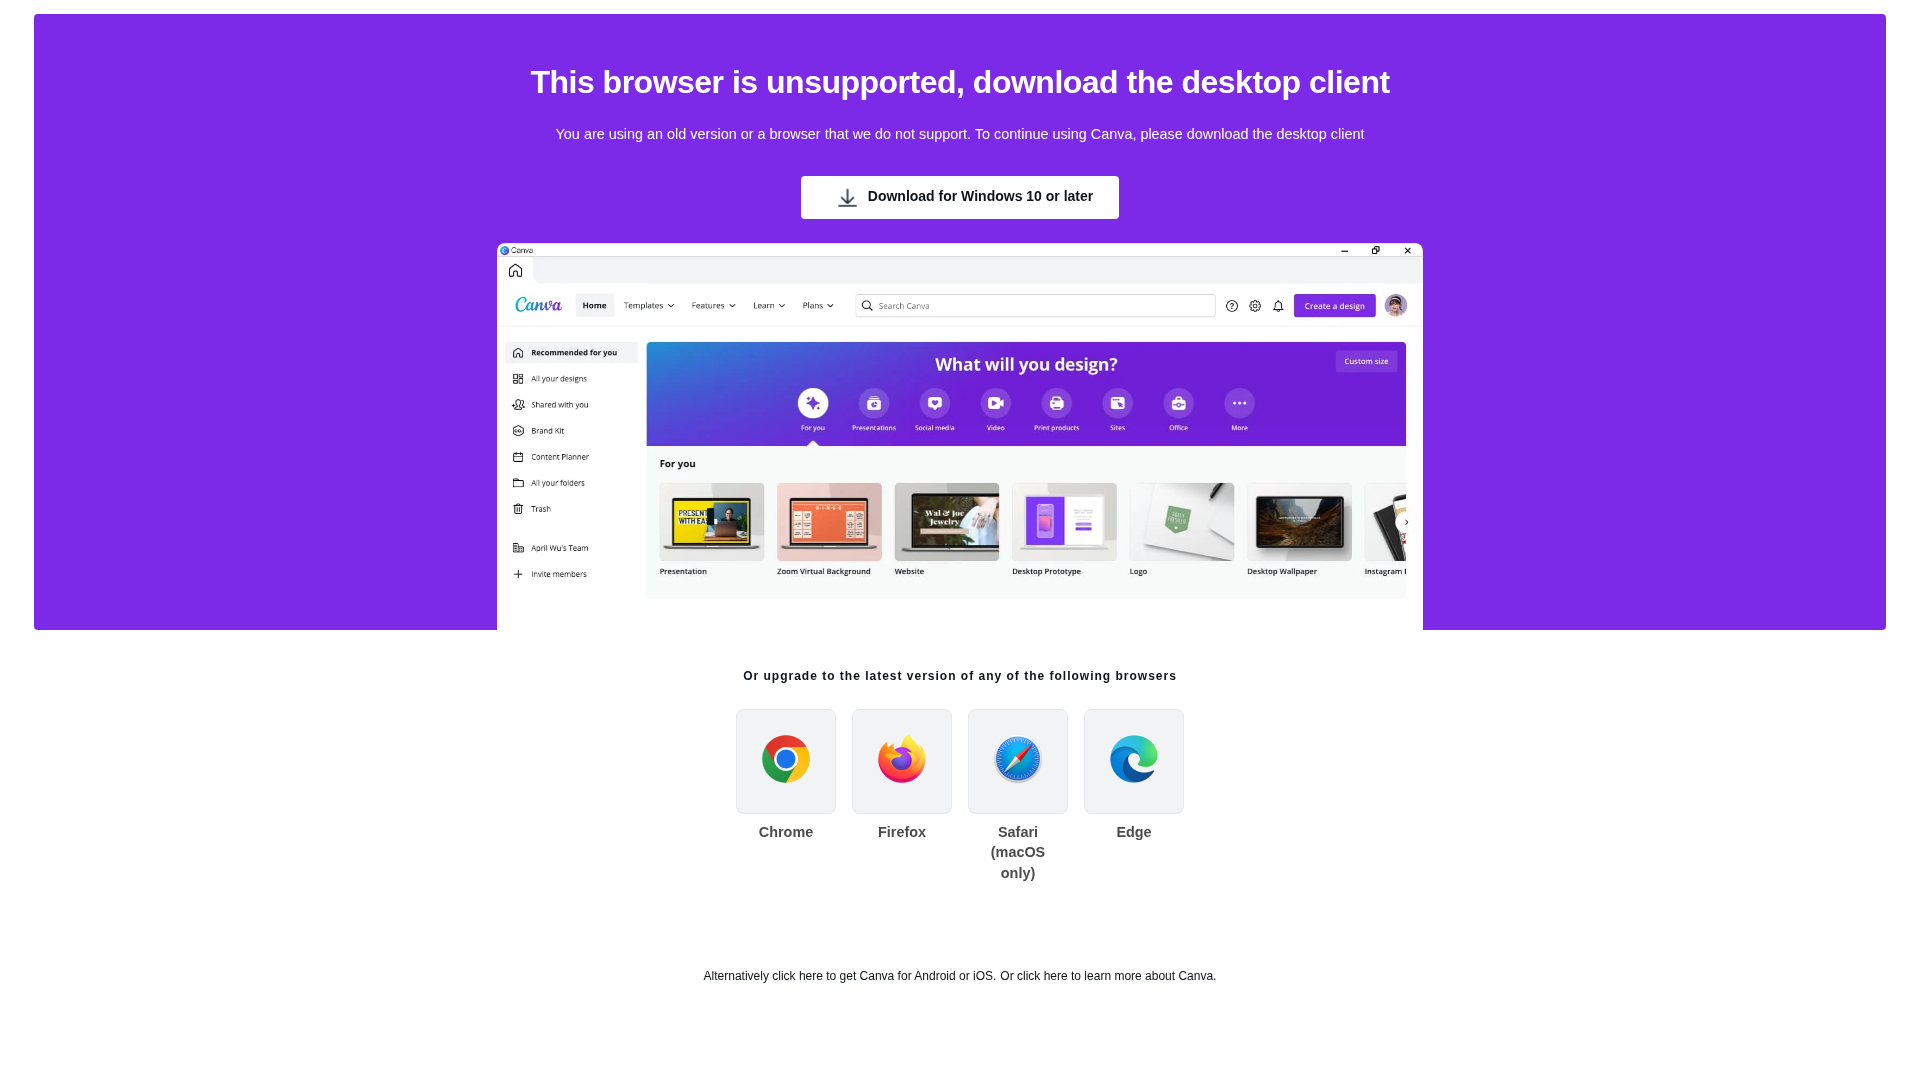 This browser is unsupported, download the desktop client
You are using an old version or a browser that we do not support. To continue using Canva, please download the desktop client
Download for Windows 10 or later
Canva
Canva
Home
Templates
Features
Learn
Plans
Search Canva
Create a design
Recommended for you
All your designs
Shared with you
Brand Kit
Content Planner
All your folders
Trash
April Wu's Team
Invite members
What will you design?
Custom size
For you
Presentations
Social media
Video
Print products
Sites
Office
More
For you
PRESENT
WITH EAS
BINGO
Wal & Joe
Jewelry
Presentation
Zoom Virtual Background
Website
Desktop Prototype
Logo
Desktop Wallpaper
Instagram
Or upgrade to the latest version of any of the following browsers
Chrome
Firefox
Safari
(macOS
only)
Edge
Alternatively click here to get Canva for Android or iOS. Or click here to learn more about Canva.